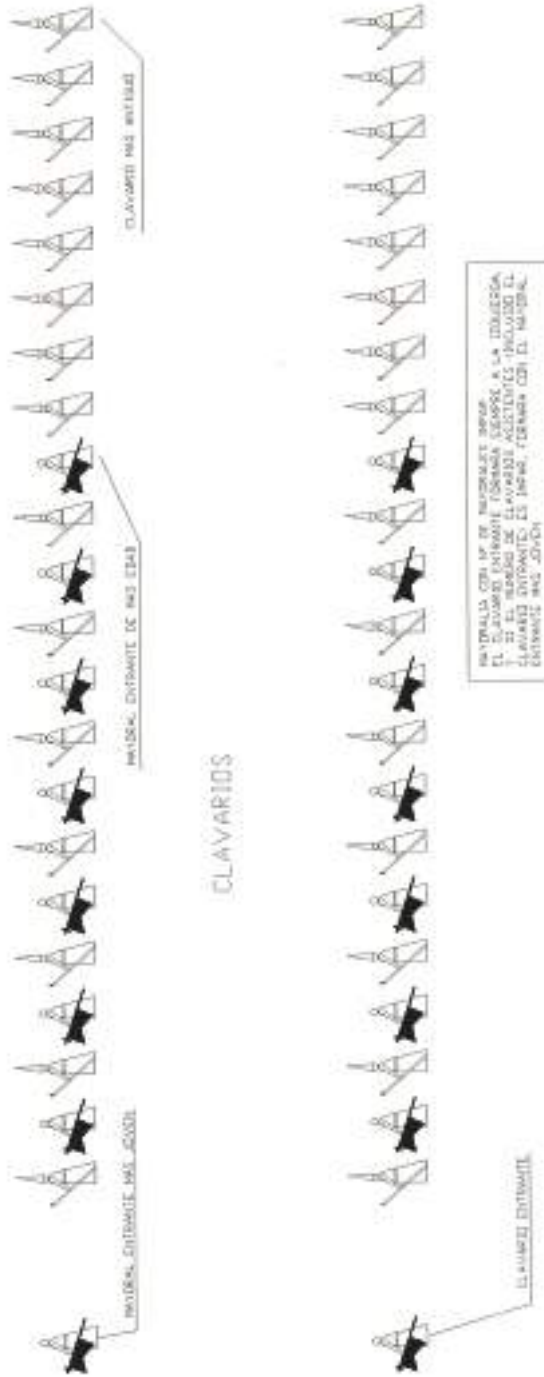 CLAVARIO MAS ANTIGUO
MAYORAL ENTRANTE DE MAS EDAD
CLAVARIOS
MAYORAL ENTRANTE MAS JOVEN
CLAVARIO ENTRANTE
MAYORALIA CON Nº DE MAYORALES IMPAR
EL CLAVARIO ENTRANTE FORMARA SIEMPRE A LA IZQUIERDA
Y SI EL NUMERO DE CLAVARIOS ASISTENTES (INCLUIDO EL
CLAVARIO ENTRANTE) ES IMPAR, FORMARA CON EL MAYORAL
ENTRANTE MAS JOVEN